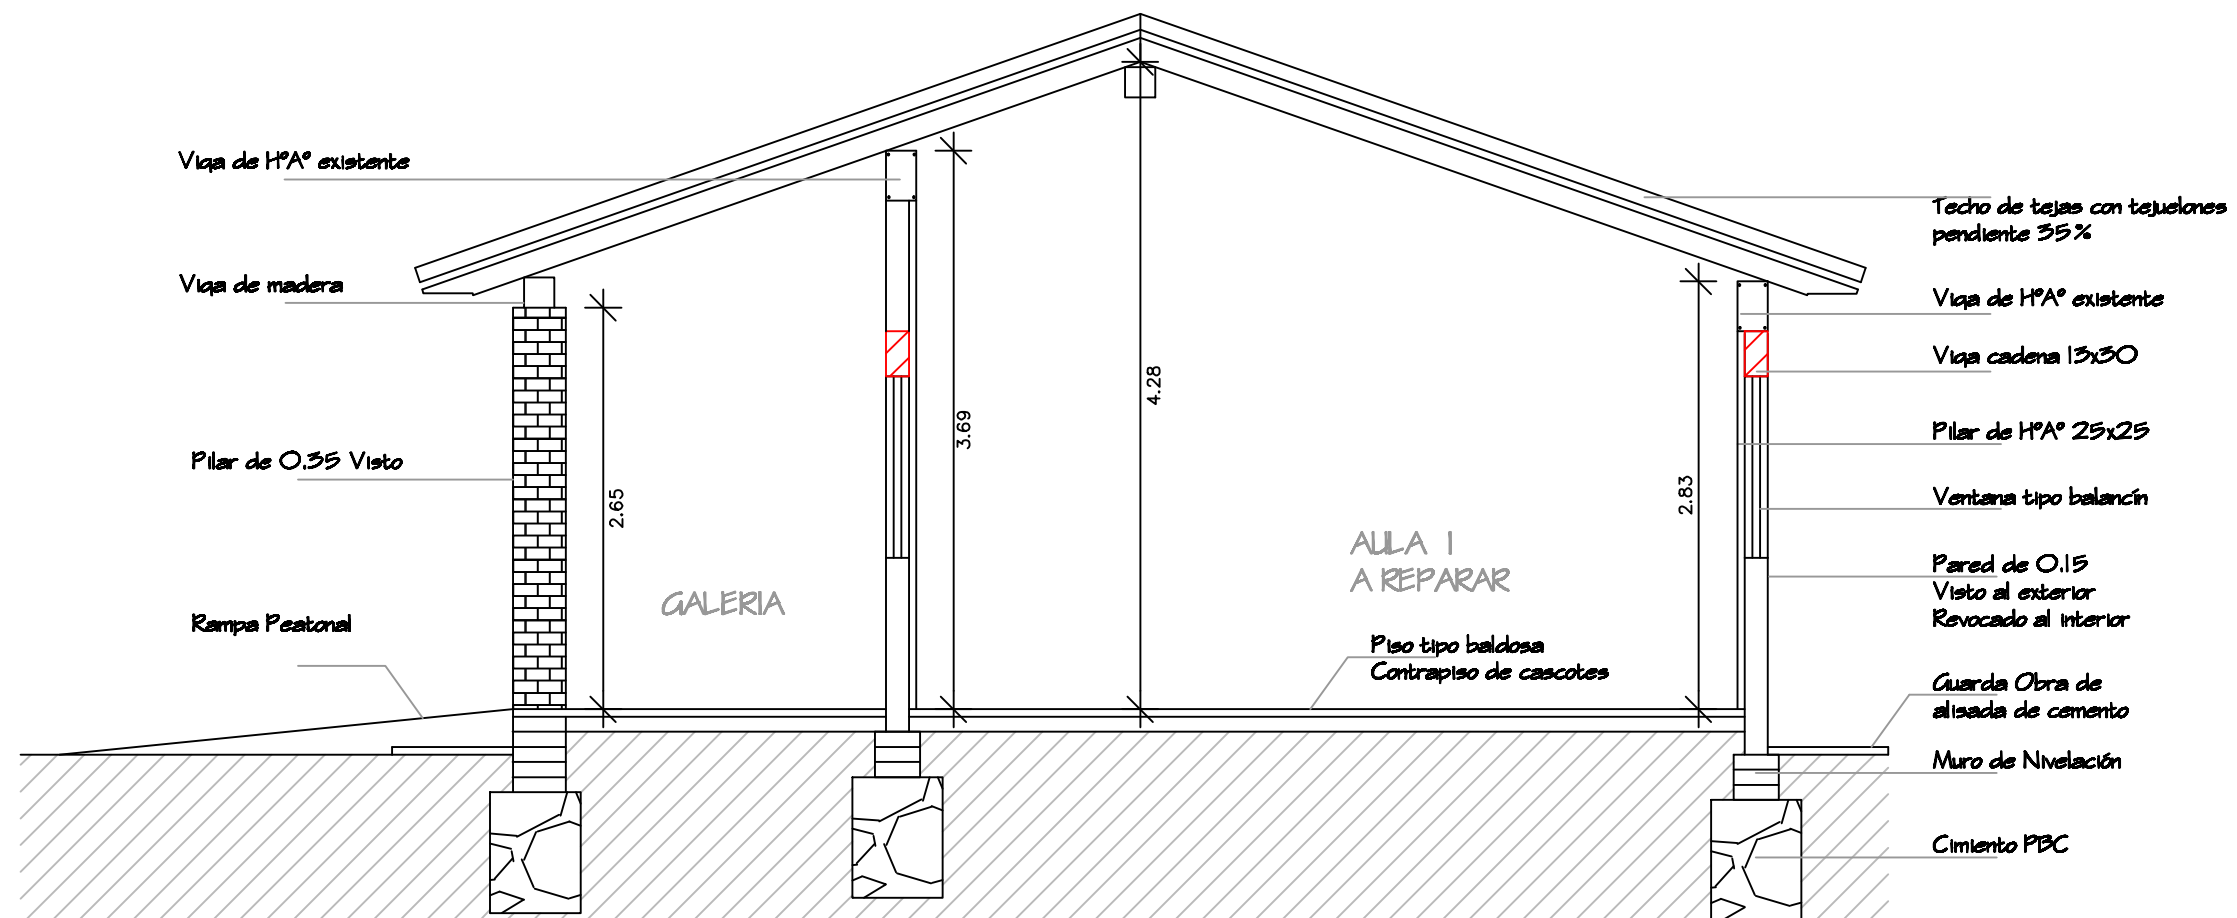 Viga de HºAº existente
Viga de madera
Pilar de 0.35 Visto
Rampa Peatonal
2.65
GALERIA
3.69
4.28
AULA 1
A REPARAR
Piso tipo baldosa
Contrapiso de cascotes
2.83
Techo de tejas con tejuelones
pendiente 35%
Viga de HºAº existente
Viga cadena 13x30
Pilar de HºAº 25x25
Ventana tipo balancín
Pared de 0.15
Visto al exterior
Revocado al interior
Guarda Obra de
alisada de cemento
Muro de Nivelación
Cimiento PBC